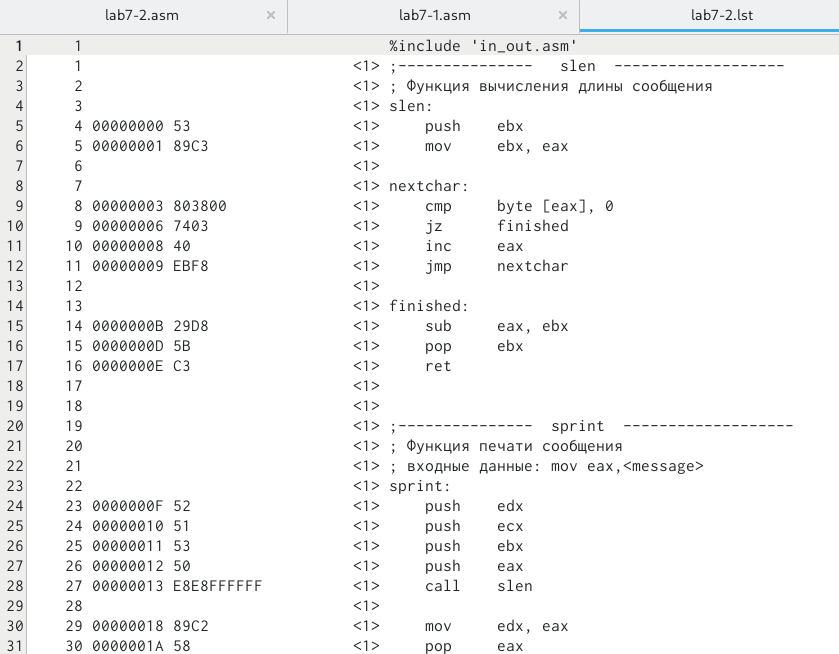 lab7-2.asm × lab7-1.asm × lab7-2.lst
1 1 %include 'in_out.asm'
2 1 <1> ;--------------- slen -------------------
3 2 <1> ; Функция вычисления длины сообщения
4 3 <1> slen:
5 4 00000000 53 <1> push ebx
6 5 00000001 89C3 <1> mov ebx, eax
7 6 <1>
8 7 <1> nextchar:
9 8 00000003 803800 <1> cmp byte [eax], 0
10 9 00000006 7403 <1> jz finished
11 10 00000008 40 <1> inc eax
12 11 00000009 EBF8 <1> jmp nextchar
13 12 <1>
14 13 <1> finished:
15 14 0000000B 29D8 <1> sub eax, ebx
16 15 0000000D 5B <1> pop ebx
17 16 0000000E C3 <1> ret
18 17 <1>
19 18 <1>
20 19 <1> ;--------------- sprint -------------------
21 20 <1> ; Функция печати сообщения
22 21 <1> ; входные данные: mov eax,<message>
23 22 <1> sprint:
24 23 0000000F 52 <1> push edx
25 24 00000010 51 <1> push ecx
26 25 00000011 53 <1> push ebx
27 26 00000012 50 <1> push eax
28 27 00000013 E8E8FFFFFF <1> call slen
29 28 <1>
30 29 00000018 89C2 <1> mov edx, eax
31 30 0000001A 58 <1> pop eax